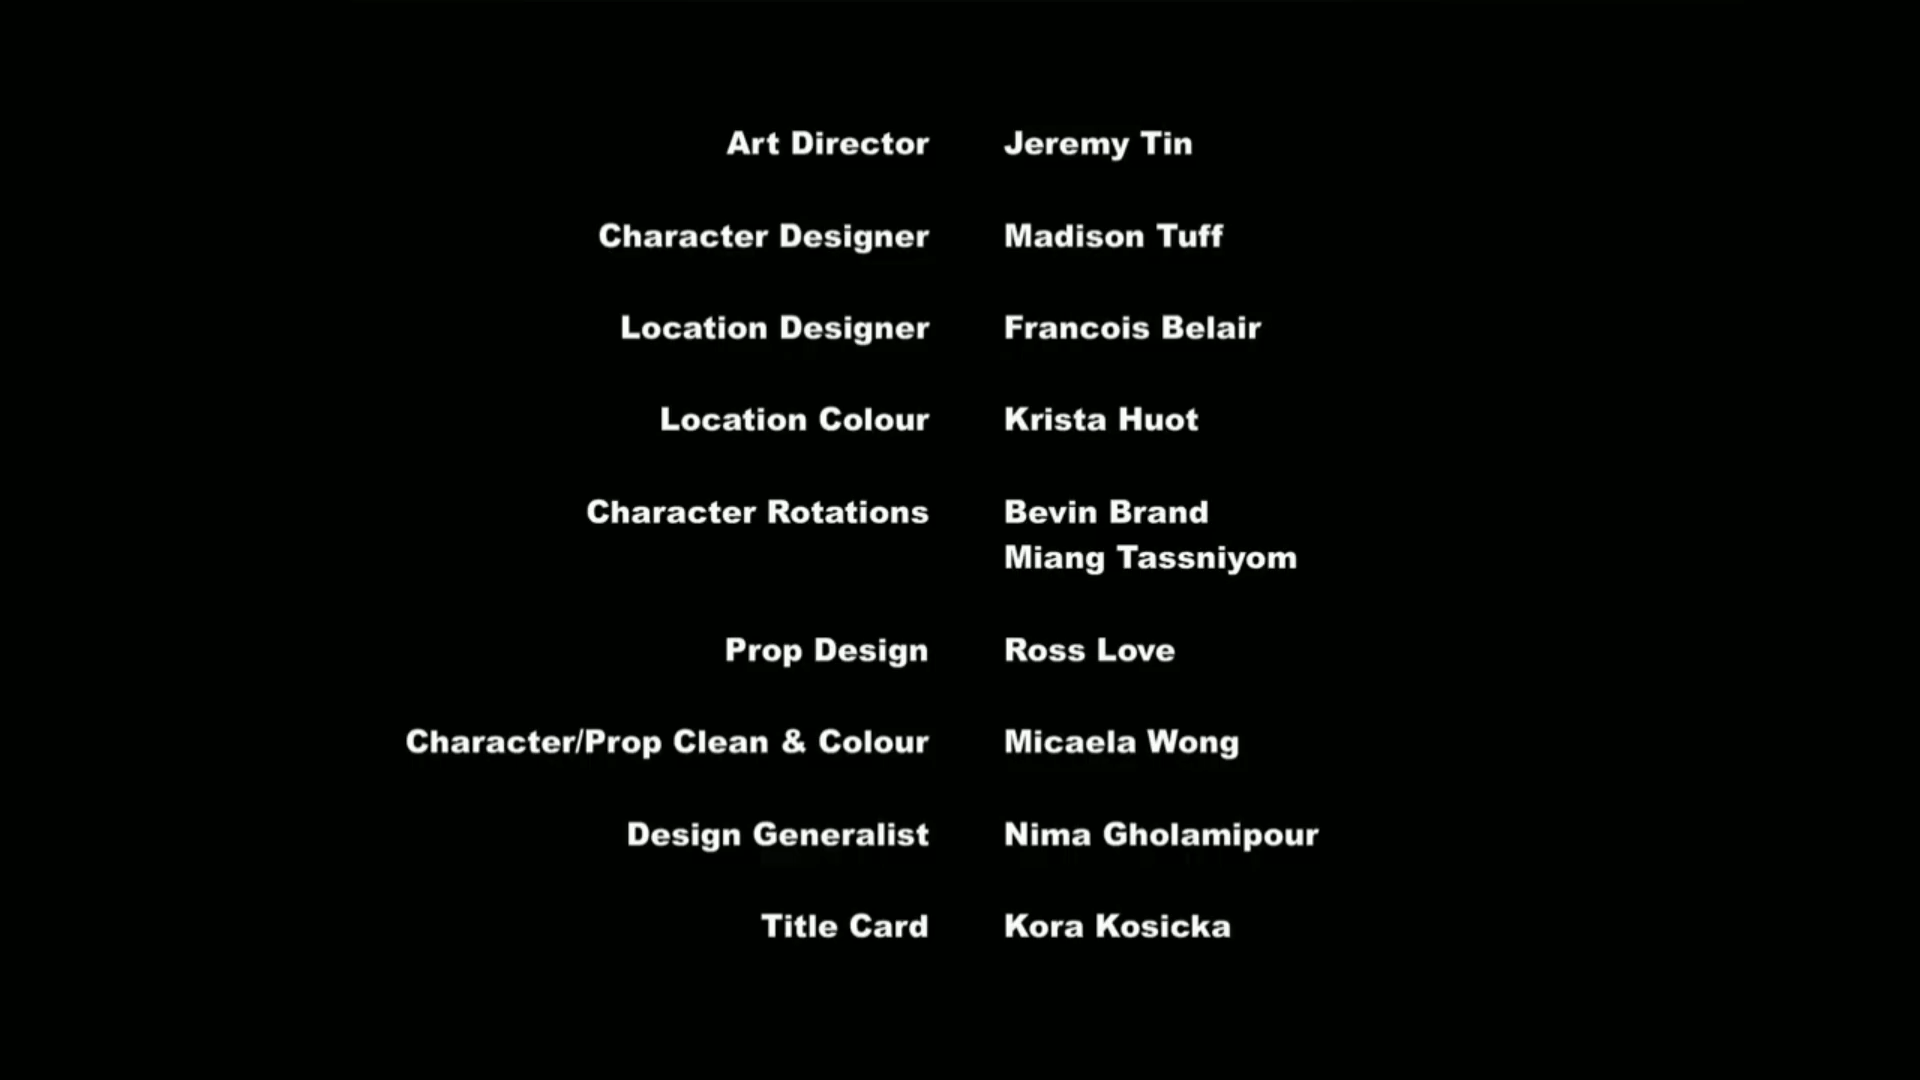 Art Director Jeremy Tin
Character Designer Madison Tuff
Location Designer Francois Belair
Location Colour Krista Huot
Character Rotations Bevin Brand
Miang Tassniyom
Prop Design Ross Love
Character/Prop Clean & Colour Micaela Wong
Design Generalist Nima Gholamipour
Title Card Kora Kosicka